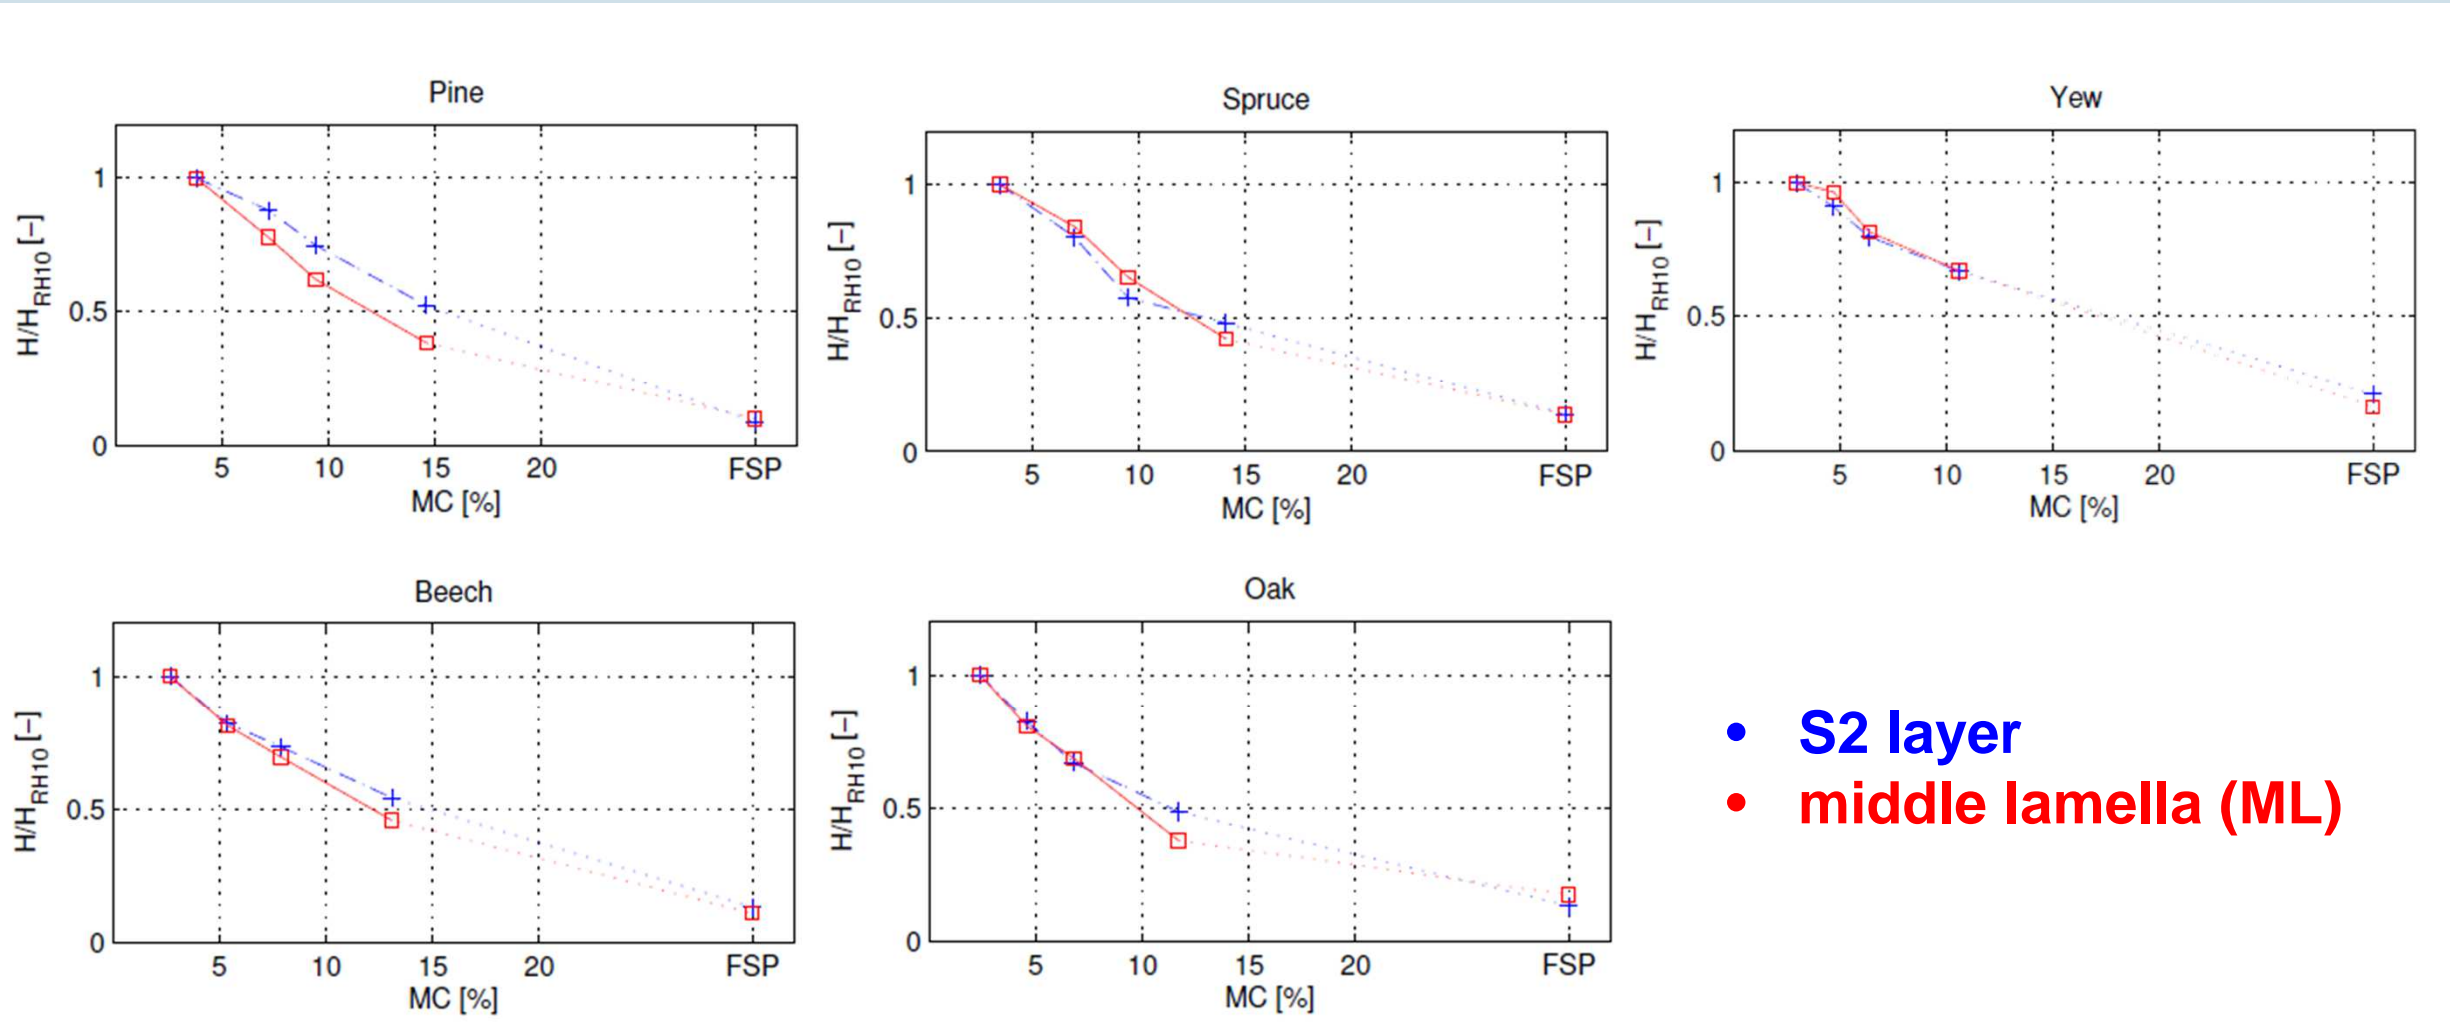 Pine
1
0.5
0
H/H_RH10 [−]
5 10 15 20 FSP
MC [%]
Spruce
1
0.5
0
H/H_RH10 [−]
5 10 15 20 FSP
MC [%]
Yew
1
0.5
0
H/H_RH10 [−]
5 10 15 20 FSP
MC [%]
Beech
1
0.5
0
H/H_RH10 [−]
5 10 15 20 FSP
MC [%]
Oak
1
0.5
0
H/H_RH10 [−]
5 10 15 20 FSP
MC [%]
• S2 layer
• middle lamella (ML)